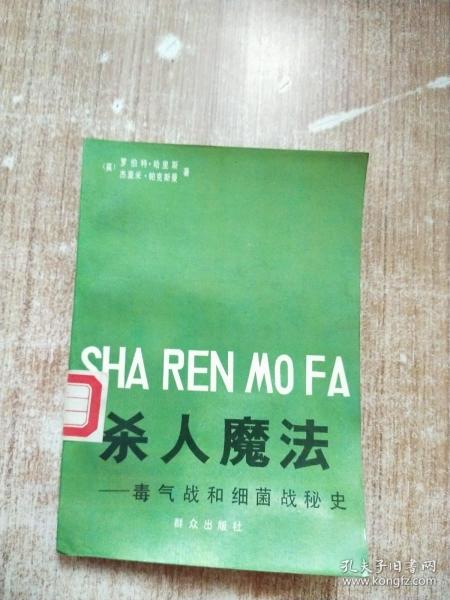 (英) 罗伯特·哈里斯
杰里米·帕克斯曼 著
SHA REN MO FA
杀人魔法
——毒气战和细菌战秘史
群众出版社
孔夫子旧书网
www.kongfz.com